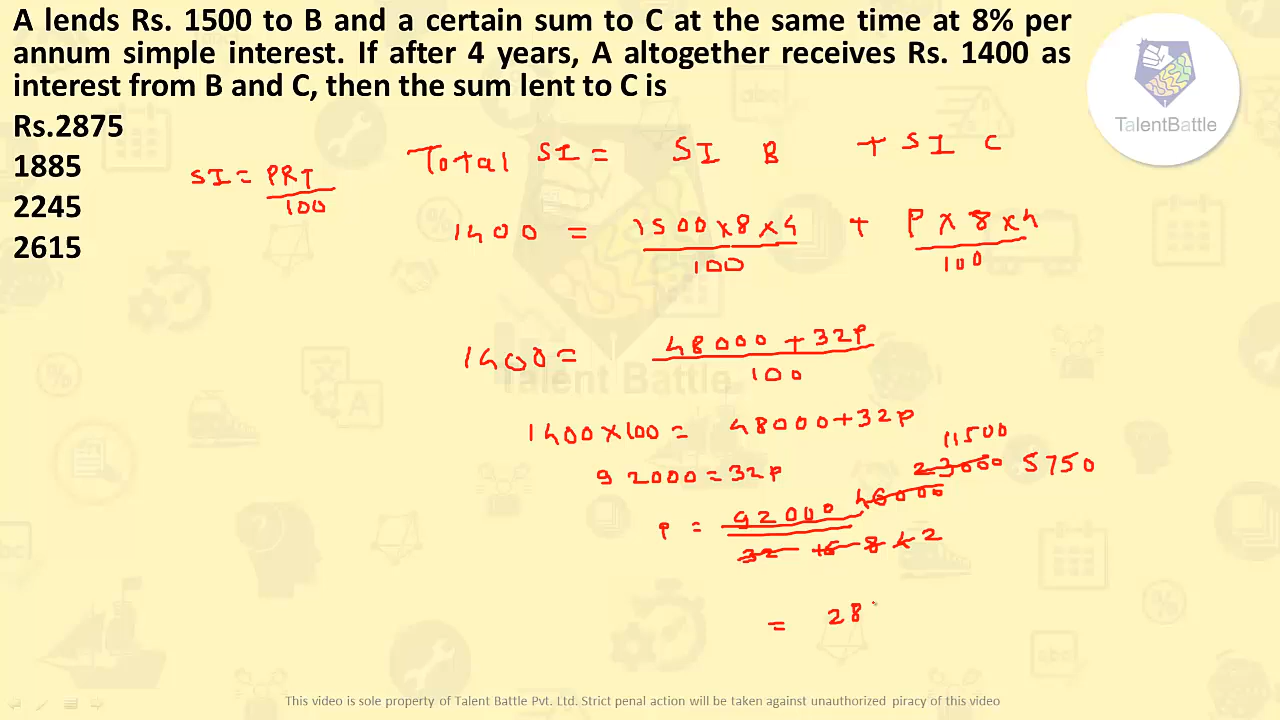 A lends Rs. 1500 to B and a certain sum to C at the same time at 8% per
annum simple interest. If after 4 years, A altogether receives Rs. 1400 as
interest from B and C, then the sum lent to C is
Rs.2875
1885
2245
2615
TalentBattle
Total SI = SI B + SI C
SI = PRT
100
1400 = 1500×8×4 + P × 8×4
100 100
1400 = 48000 + 32P
100
Talent Battle
1400×100 = 48000+32P
92000 = 32P
11500
23000 5750
P = 92000 46000
32 16 8 4 2
= 28
This video is sole property of Talent Battle Pvt. Ltd. Strict penal action will be taken against unauthorized piracy of this video